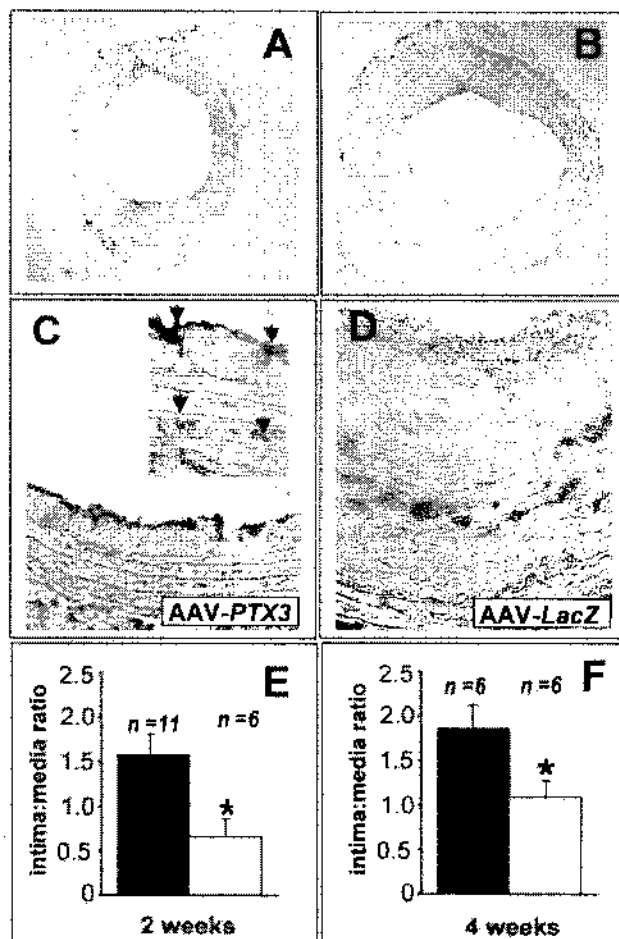 A
B
C
D
AAV-PTX3
AAV-LacZ
E
F
intima:media ratio
2.5
2.0
1.5
1.0
0.5
0
n =11
n =6
*
2 weeks
intima:media ratio
2.5
2.0
1.5
1.0
0.5
0
n =6
n =6
*
4 weeks